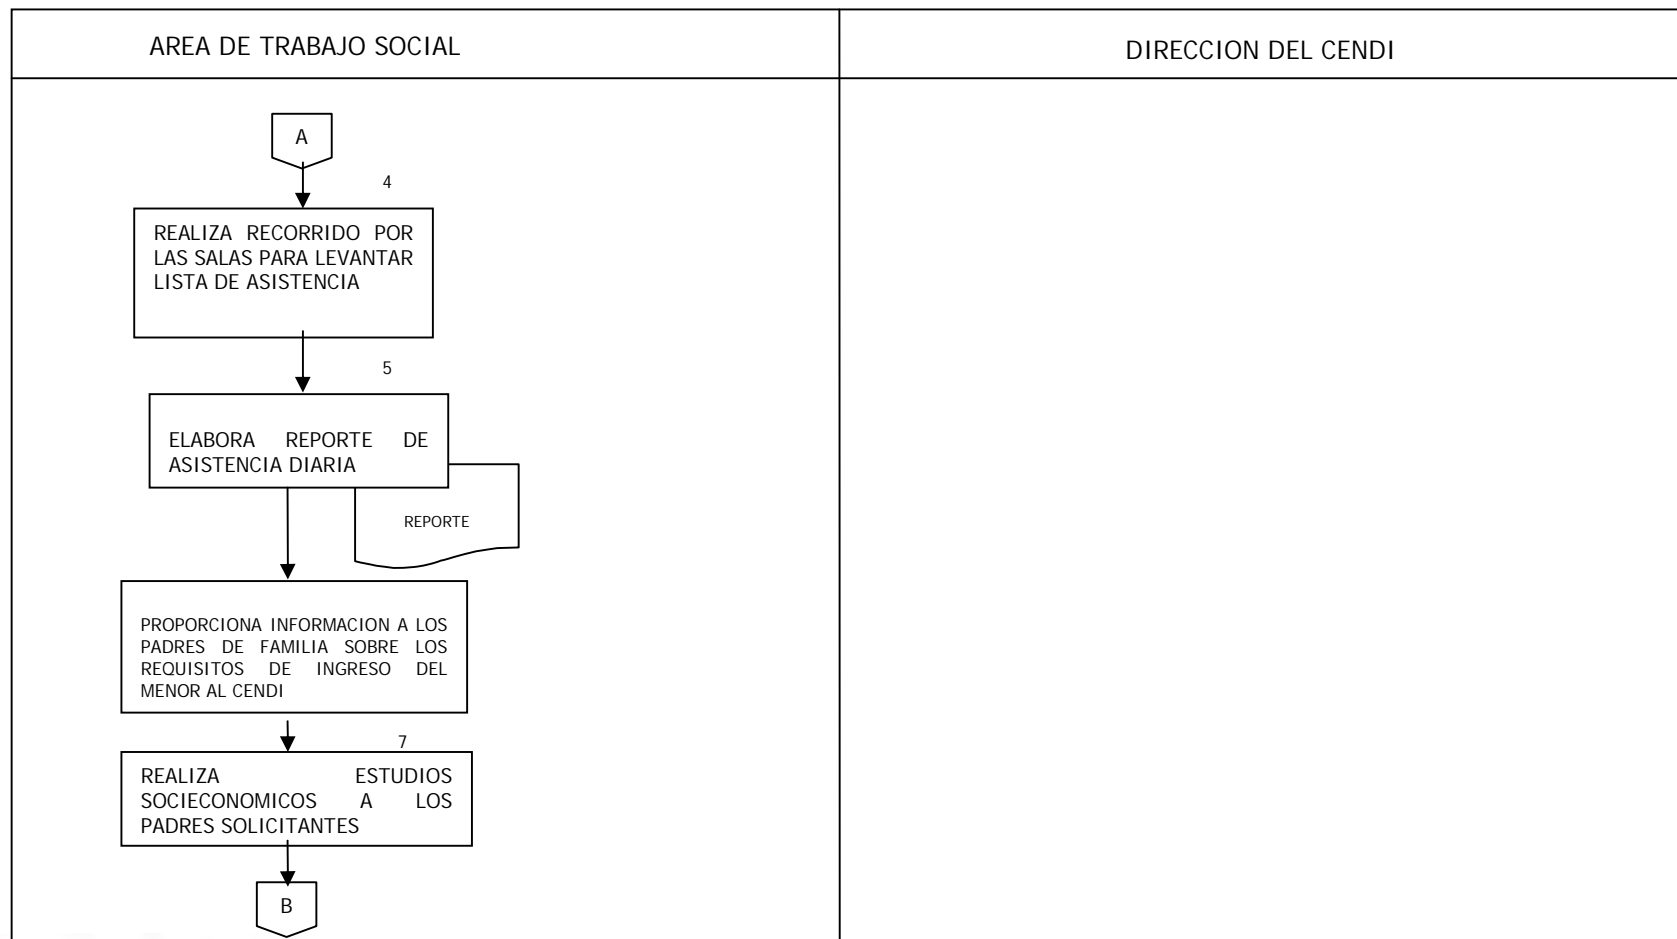 AREA DE TRABAJO SOCIAL
DIRECCION DEL CENDI
A
4
REALIZA RECORRIDO POR
LAS SALAS PARA LEVANTAR
LISTA DE ASISTENCIA
5
ELABORA REPORTE DE
ASISTENCIA DIARIA
REPORTE
PROPORCIONA INFORMACION A LOS
PADRES DE FAMILIA SOBRE LOS
REQUISITOS DE INGRESO DEL
MENOR AL CENDI
7
REALIZA ESTUDIOS
SOCIECONOMICOS A LOS
PADRES SOLICITANTES
B